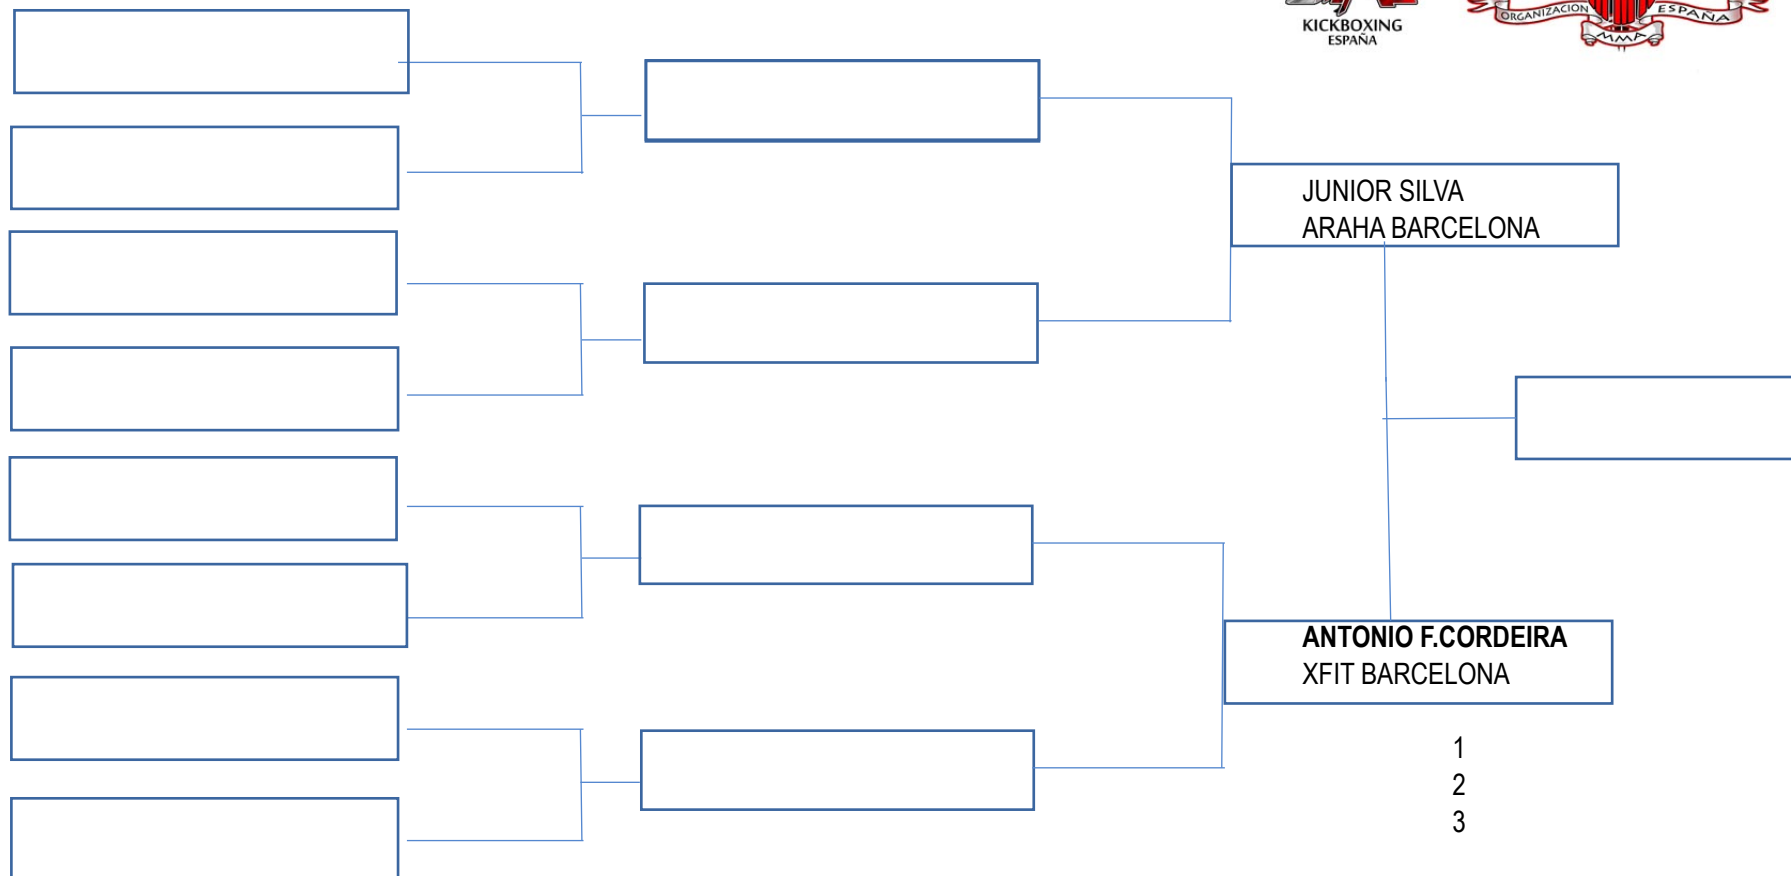 KICKBOXING
ESPAÑA
ORGANIZACION ESPAÑA
MMA
JUNIOR SILVA
ARAHA BARCELONA
ANTONIO F.CORDEIRA
XFIT BARCELONA
1
2
3